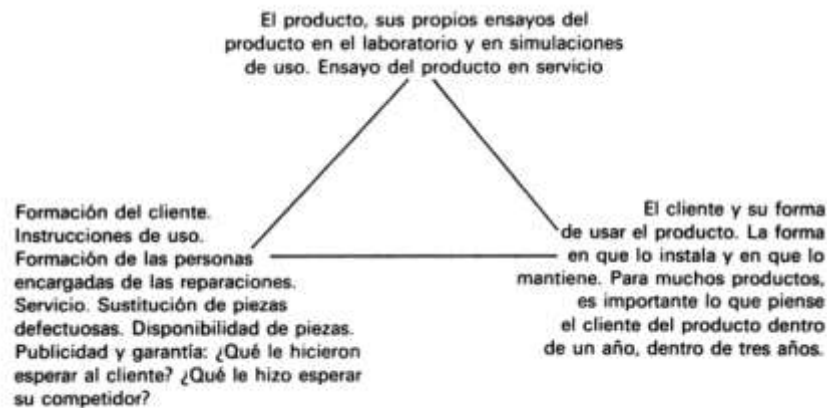 El producto, sus propios ensayos del
producto en el laboratorio y en simulaciones
de uso. Ensayo del producto en servicio
Formación del cliente.
Instrucciones de uso.
Formación de las personas
encargadas de las reparaciones.
Servicio. Sustitución de piezas
defectuosas. Disponibilidad de piezas.
Publicidad y garantía: ¿Qué le hicieron
esperar al cliente? ¿Qué le hizo esperar
su competidor?
El cliente y su forma
de usar el producto. La forma
en que lo instala y en que lo
mantiene. Para muchos productos,
es importante lo que piense
el cliente del producto dentro
de un año, dentro de tres años.